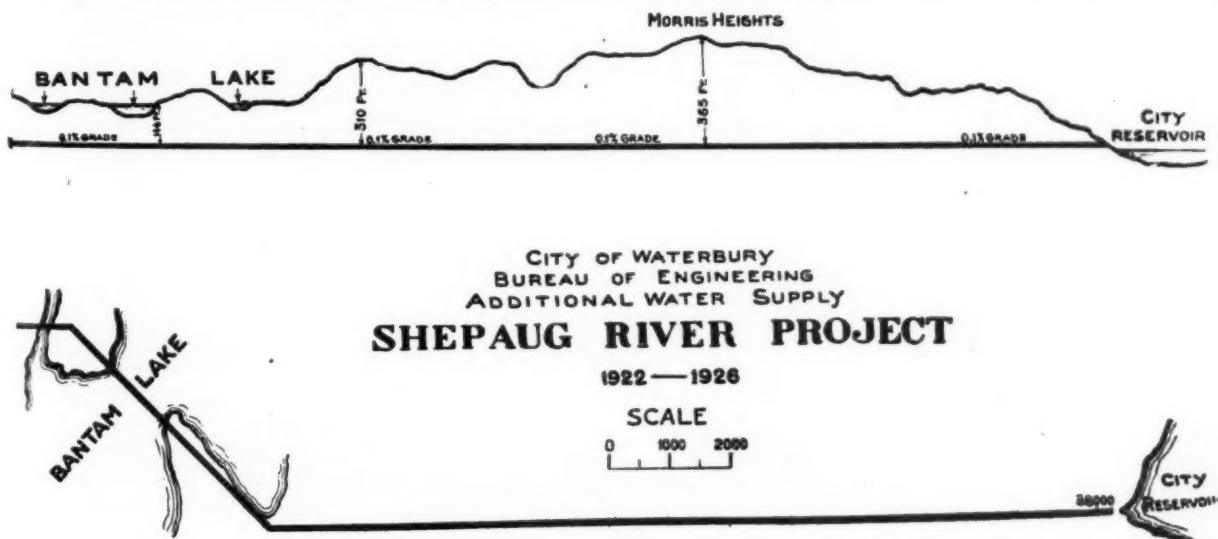 MORRIS HEIGHTS
BANTAM LAKE
310 FT.
365 FT.
0.1% GRADE
0.1% GRADE
0.1% GRADE
0.1% GRADE
CITY
RESERVOIR
CITY OF WATERBURY
BUREAU OF ENGINEERING
ADDITIONAL WATER SUPPLY
SHEPAUG RIVER PROJECT
1922 — 1926
SCALE
0 1000 2000
BANTAM LAKE
38000
CITY
RESERVOIR